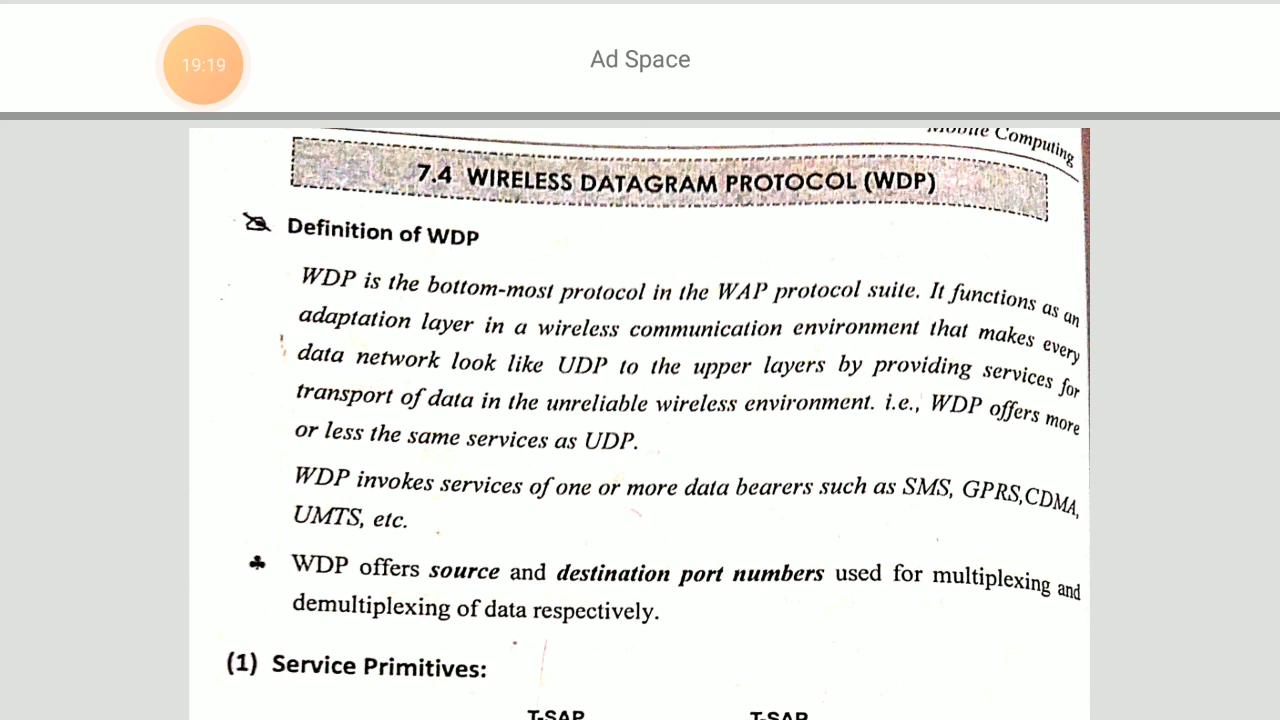 19:19
Ad Space
Mobile Computing
7.4 WIRELESS DATAGRAM PROTOCOL (WDP)
Definition of WDP
WDP is the bottom-most protocol in the WAP protocol suite. It functions as an
adaptation layer in a wireless communication environment that makes every
data network look like UDP to the upper layers by providing services for
transport of data in the unreliable wireless environment. i.e., WDP offers more
or less the same services as UDP.
WDP invokes services of one or more data bearers such as SMS, GPRS,CDMA,
UMTS, etc.
♣ WDP offers source and destination port numbers used for multiplexing and
demultiplexing of data respectively.
(1) Service Primitives:
T-SAP T-SAP